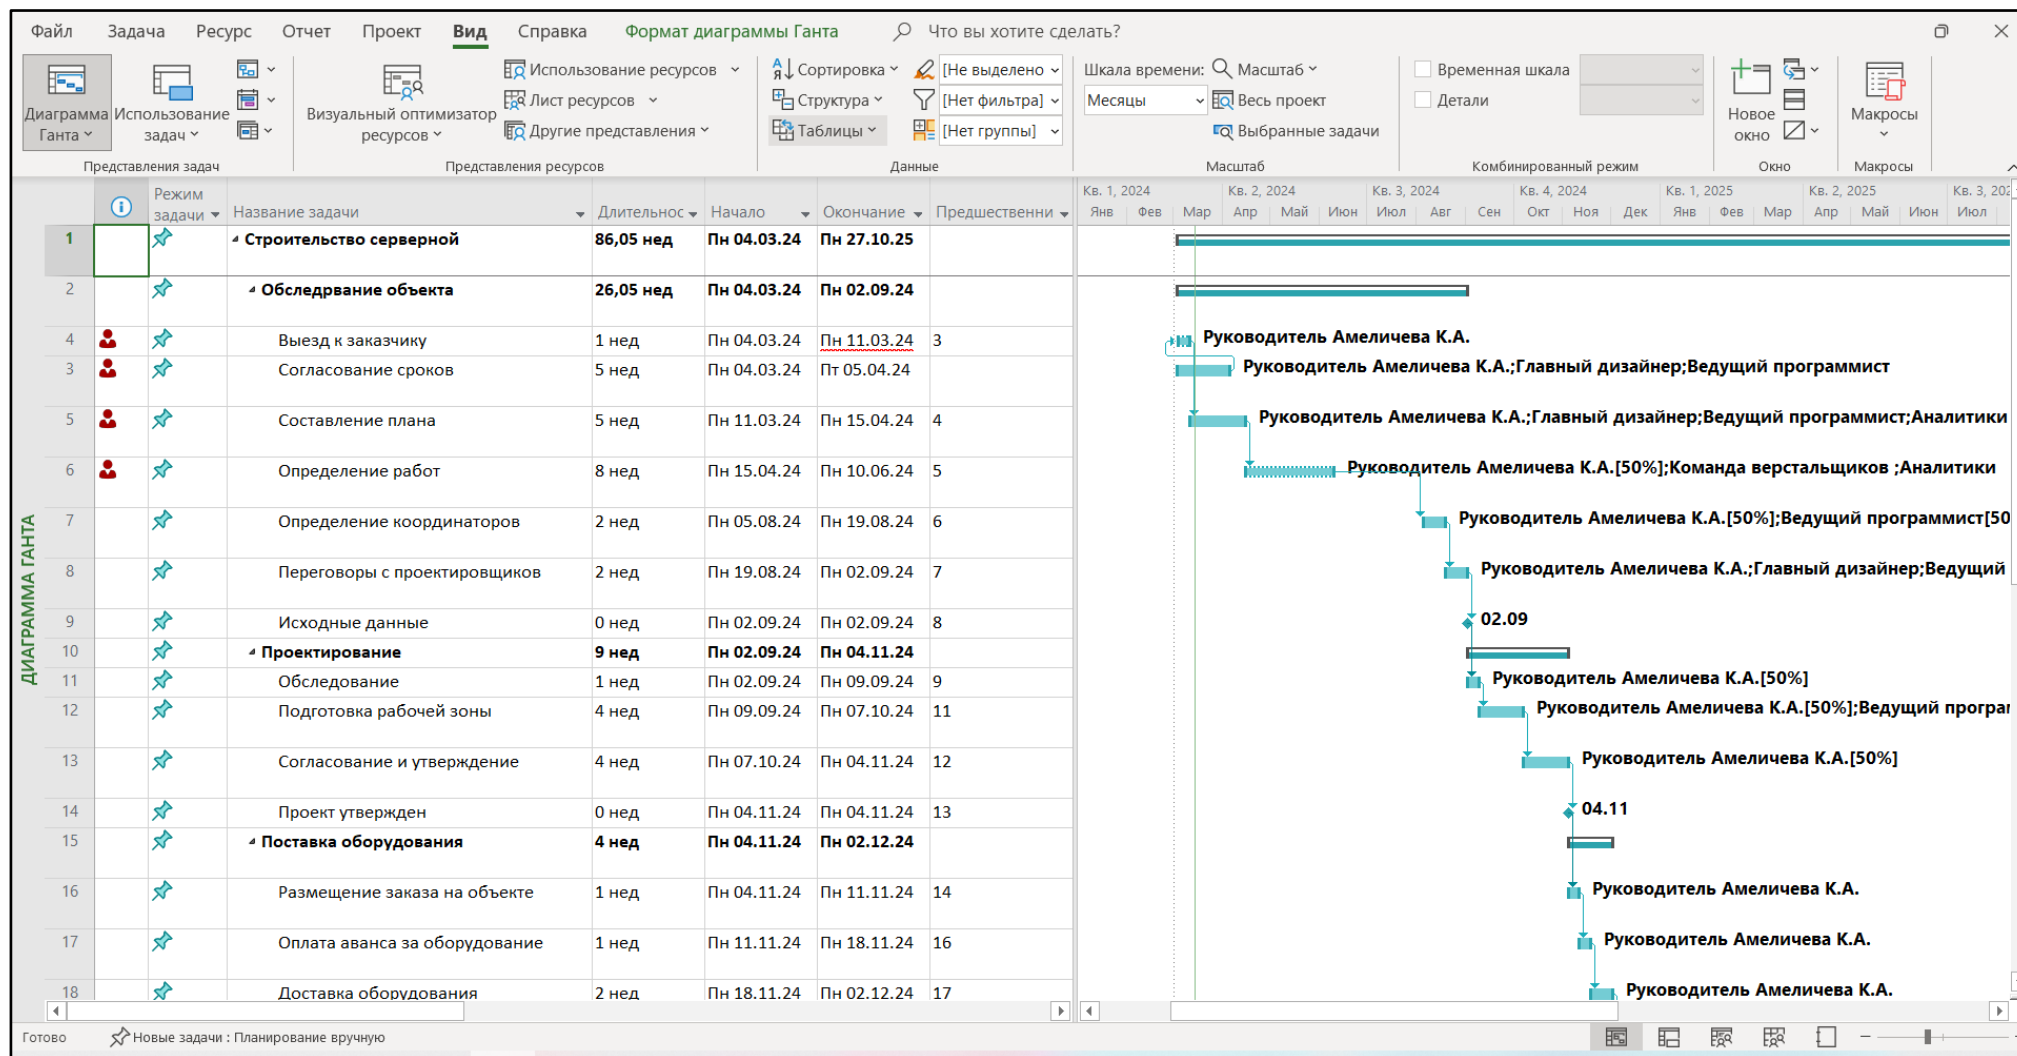 Файл Задача Ресурс Отчет Проект Вид Справка Формат диаграммы Ганта Что вы хотите сделать?
Диаграмма Ганта
Использование задач
Представления задач
Визуальный оптимизатор ресурсов
Использование ресурсов
Лист ресурсов
Другие представления
Представления ресурсов
Сортировка
Структура
Таблицы
[Не выделено
[Нет фильтра]
[Нет группы]
Данные
Шкала времени:
Месяцы
Масштаб
Весь проект
Выбранные задачи
Масштаб
Временная шкала
Детали
Комбинированный режим
Новое окно
Окно
Макросы
Макросы
Режим задачи Название задачи Длительнос Начало Окончание Предшественни
Кв. 1, 2024 Кв. 2, 2024 Кв. 3, 2024 Кв. 4, 2024 Кв. 1, 2025 Кв. 2, 2025 Кв. 3, 202
Янв Фев Мар Апр Май Июн Июл Авг Сен Окт Ноя Дек Янв Фев Мар Апр Май Июн Июл
1 Строительство серверной 86,05 нед Пн 04.03.24 Пн 27.10.25
2 Обследрвание объекта 26,05 нед Пн 04.03.24 Пн 02.09.24
4 Выезд к заказчику 1 нед Пн 04.03.24 Пн 11.03.24 3 Руководитель Амеличева К.А.
3 Согласование сроков 5 нед Пн 04.03.24 Пт 05.04.24 Руководитель Амеличева К.А.;Главный дизайнер;Ведущий программист
5 Составление плана 5 нед Пн 11.03.24 Пн 15.04.24 4 Руководитель Амеличева К.А.;Главный дизайнер;Ведущий программист;Аналитики
6 Определение работ 8 нед Пн 15.04.24 Пн 10.06.24 5 Руководитель Амеличева К.А.[50%];Команда верстальщиков ;Аналитики
7 Определение координаторов 2 нед Пн 05.08.24 Пн 19.08.24 6 Руководитель Амеличева К.А.[50%];Ведущий программист[50
8 Переговоры с проектировщиков 2 нед Пн 19.08.24 Пн 02.09.24 7 Руководитель Амеличева К.А.;Главный дизайнер;Ведущий
9 Исходные данные 0 нед Пн 02.09.24 Пн 02.09.24 8 02.09
10 Проектирование 9 нед Пн 02.09.24 Пн 04.11.24
11 Обследование 1 нед Пн 02.09.24 Пн 09.09.24 9 Руководитель Амеличева К.А.[50%]
12 Подготовка рабочей зоны 4 нед Пн 09.09.24 Пн 07.10.24 11 Руководитель Амеличева К.А.[50%];Ведущий програм
13 Согласование и утверждение 4 нед Пн 07.10.24 Пн 04.11.24 12 Руководитель Амеличева К.А.[50%]
14 Проект утвержден 0 нед Пн 04.11.24 Пн 04.11.24 13 04.11
15 Поставка оборудования 4 нед Пн 04.11.24 Пн 02.12.24
16 Размещение заказа на объекте 1 нед Пн 04.11.24 Пн 11.11.24 14 Руководитель Амеличева К.А.
17 Оплата аванса за оборудование 1 нед Пн 11.11.24 Пн 18.11.24 16 Руководитель Амеличева К.А.
18 Доставка оборудования 2 нед Пн 18.11.24 Пн 02.12.24 17 Руководитель Амеличева К.А.
ДИАГРАММА ГАНТА
Готово Новые задачи : Планирование вручную